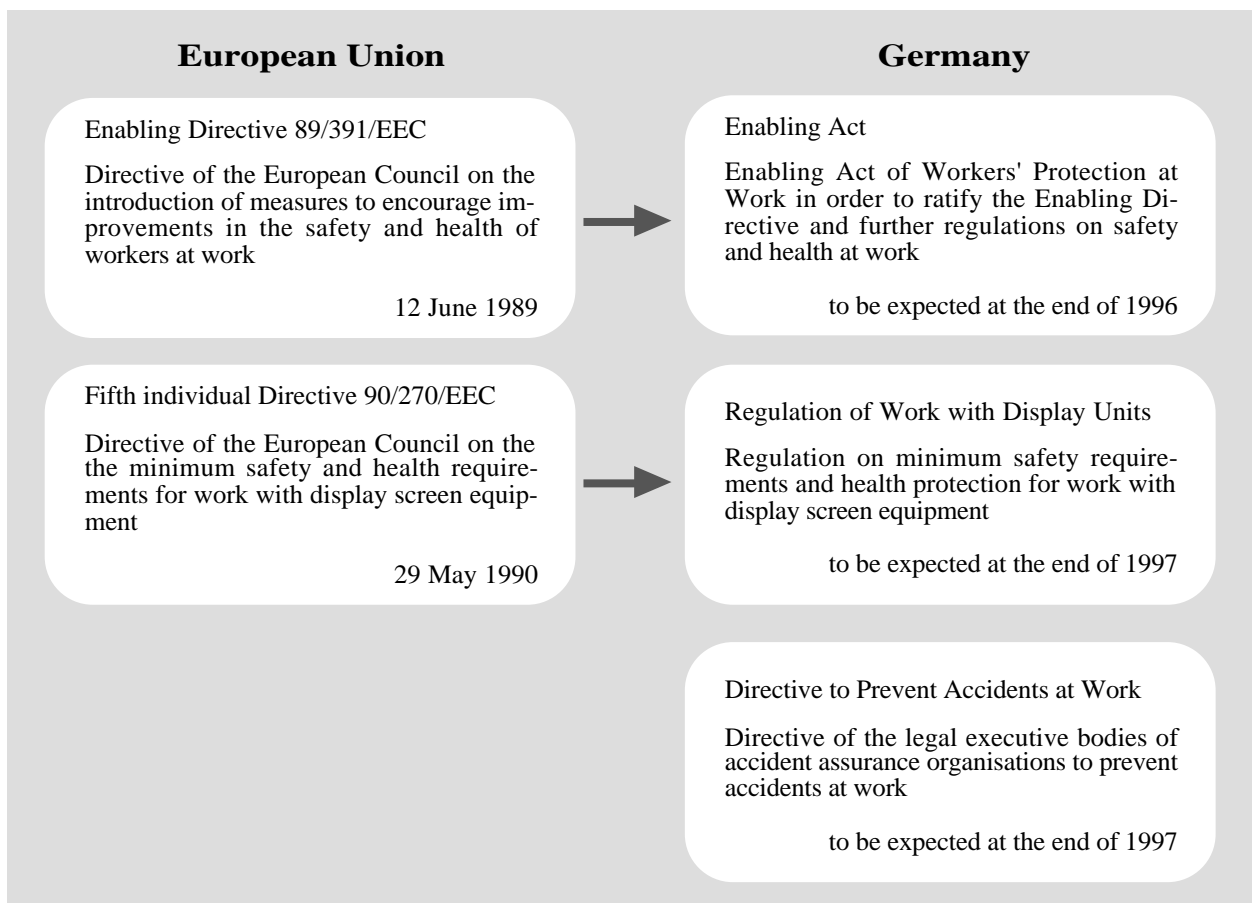 European Union
Enabling Directive 89/391/EEC
Directive of the European Council on the
introduction of measures to encourage im-
provements in the safety and health of
workers at work
12 June 1989
Fifth individual Directive 90/270/EEC
Directive of the European Council on the
the minimum safety and health require-
ments for work with display screen equip-
ment
29 May 1990
Germany
Enabling Act
Enabling Act of Workers' Protection at
Work in order to ratify the Enabling Di-
rective and further regulations on safety
and health at work
to be expected at the end of 1996
Regulation of Work with Display Units
Regulation on minimum safety require-
ments and health protection for work with
display screen equipment
to be expected at the end of 1997
Directive to Prevent Accidents at Work
Directive of the legal executive bodies of
accident assurance organisations to prevent
accidents at work
to be expected at the end of 1997